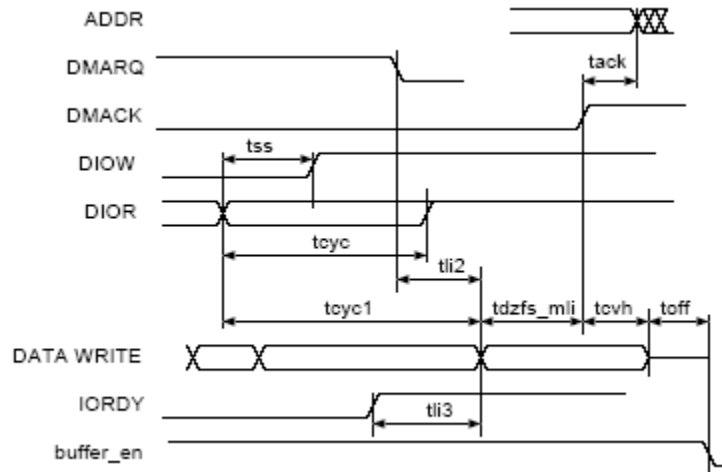 ADDR
DMARQ
tack
DMACK
tss
DIOW
DIOR
tcyc
tli2
tcyc1
tdzfs_mli
tcvh
toff
DATA WRITE
IORDY
tli3
buffer_en